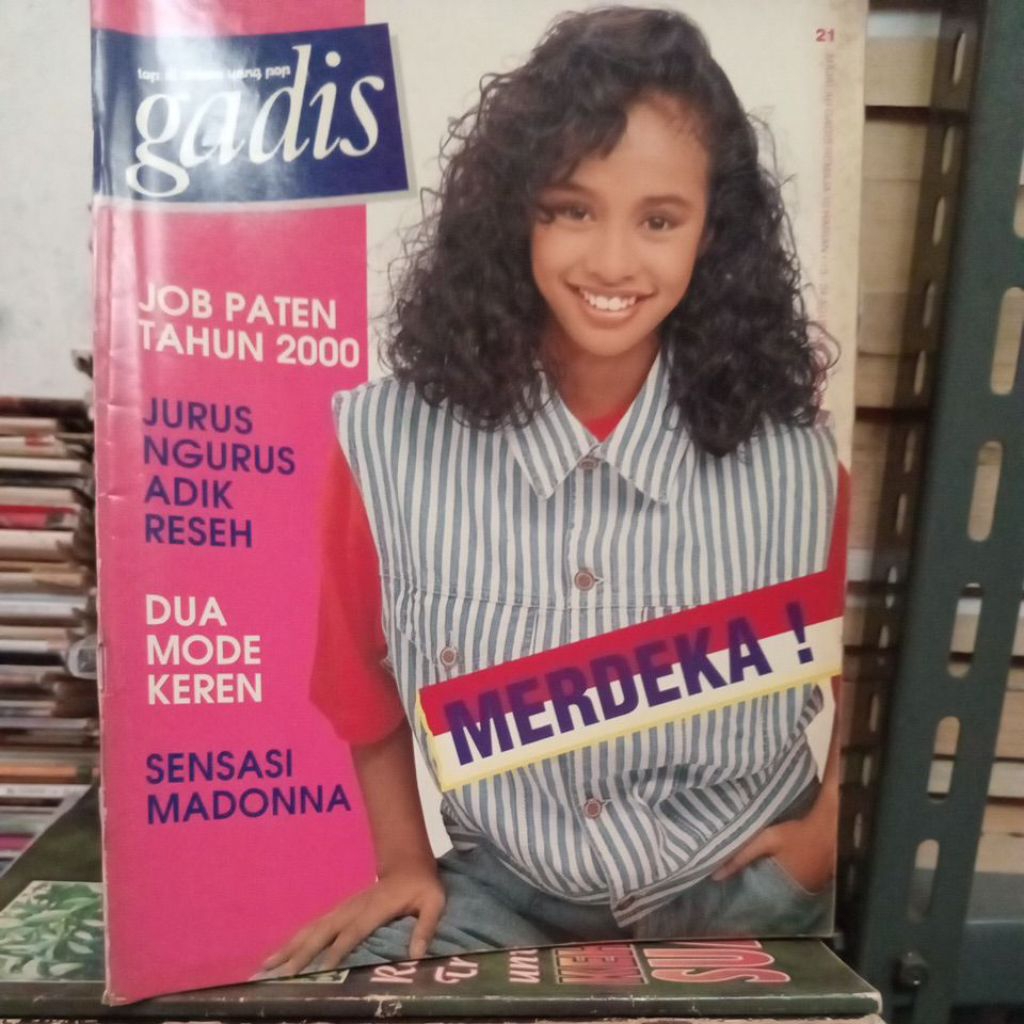 gadis
21
JOB PATEN
TAHUN 2000
JURUS
NGURUS
ADIK
RESEH
DUA
MODE
KEREN
SENSASI
MADONNA
MERDEKA !